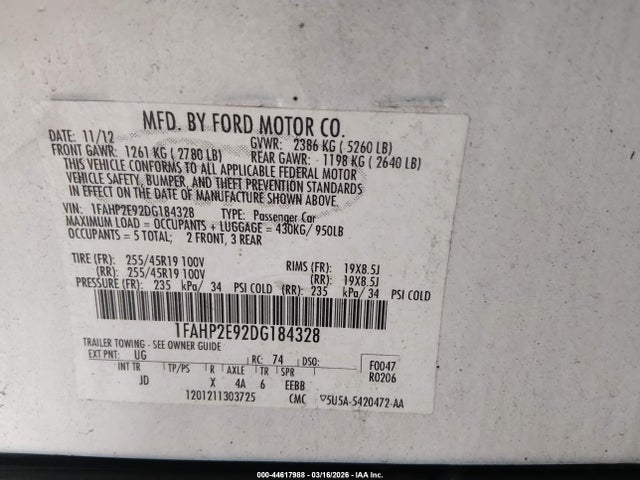 MFD. BY FORD MOTOR CO.
DATE: 11/12 GVWR: 2386 KG ( 5260 LB)
FRONT GAWR: 1261 KG ( 2780 LB) REAR GAWR: 1198 KG ( 2640 LB)
THIS VEHICLE CONFORMS TO ALL APPLICABLE FEDERAL MOTOR
VEHICLE SAFETY, BUMPER, AND THEFT PREVENTION STANDARDS
IN EFFECT ON THE DATE OF MANUFACTURE SHOWN ABOVE.
VIN: 1FAHP2E92DG184328 TYPE: Passenger Car
MAXIMUM LOAD = OCCUPANTS + LUGGAGE = 430KG/ 950LB
OCCUPANTS = 5 TOTAL; 2 FRONT, 3 REAR
TIRE (FR): 255/45R19 100V RIMS (FR): 19X8.5J
(RR): 255/45R19 100V (RR): 19X8.5J
PRESSURE (FR): 235 kPa/ 34 PSI COLD (RR): 235 kPa/ 34 PSI COLD
1FAHP2E92DG184328
TRAILER TOWING - SEE OWNER GUIDE
EXT PNT: UG RC: 74 DSO: F0047
INT TR TP/PS R AXLE TR SPR R0206
JD X 4A 6 EEBB
1201211303725 CMC ▽5U5A-5420472-AA
000-44617988 - 03/16/2026 - IAA Inc.